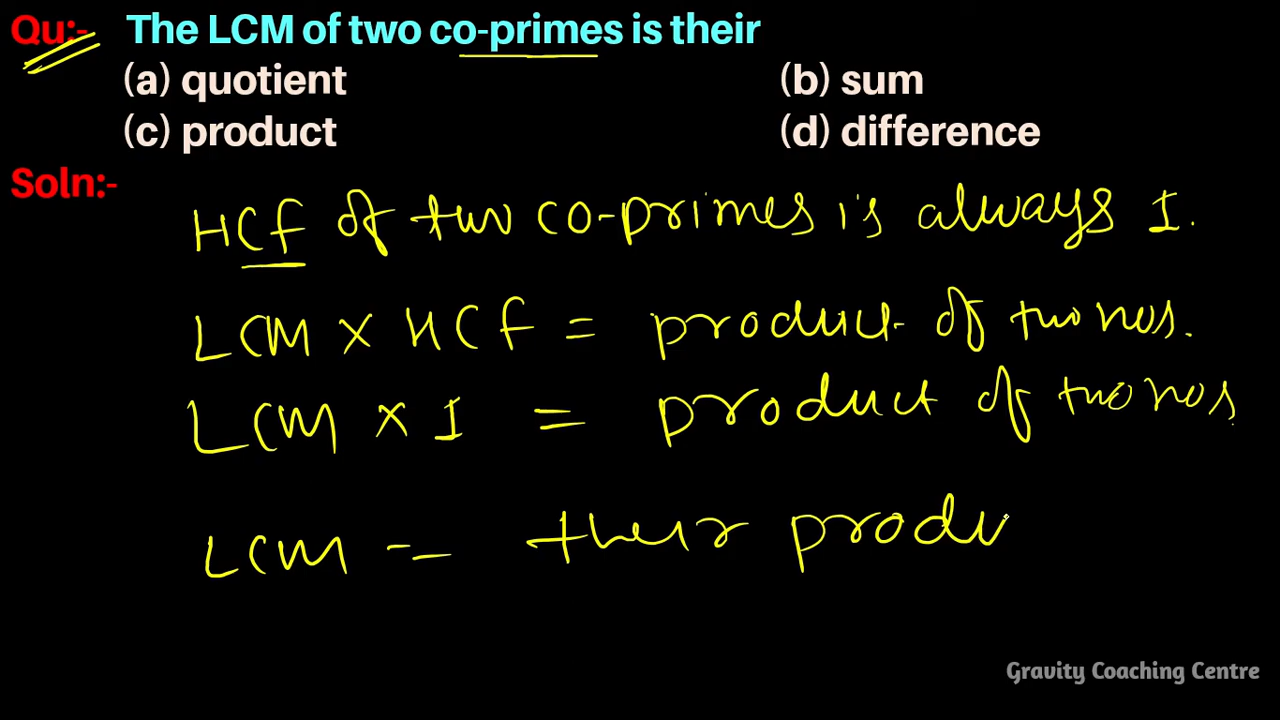 Qu:- The LCM of two co-primes is their
(a) quotient (b) sum
(c) product (d) difference
Soln:-
HCF of two co-primes is always 1.
LCM x HCF = product of two nos.
LCM x 1 = product of two nos.
LCM = their produ
Gravity Coaching Centre